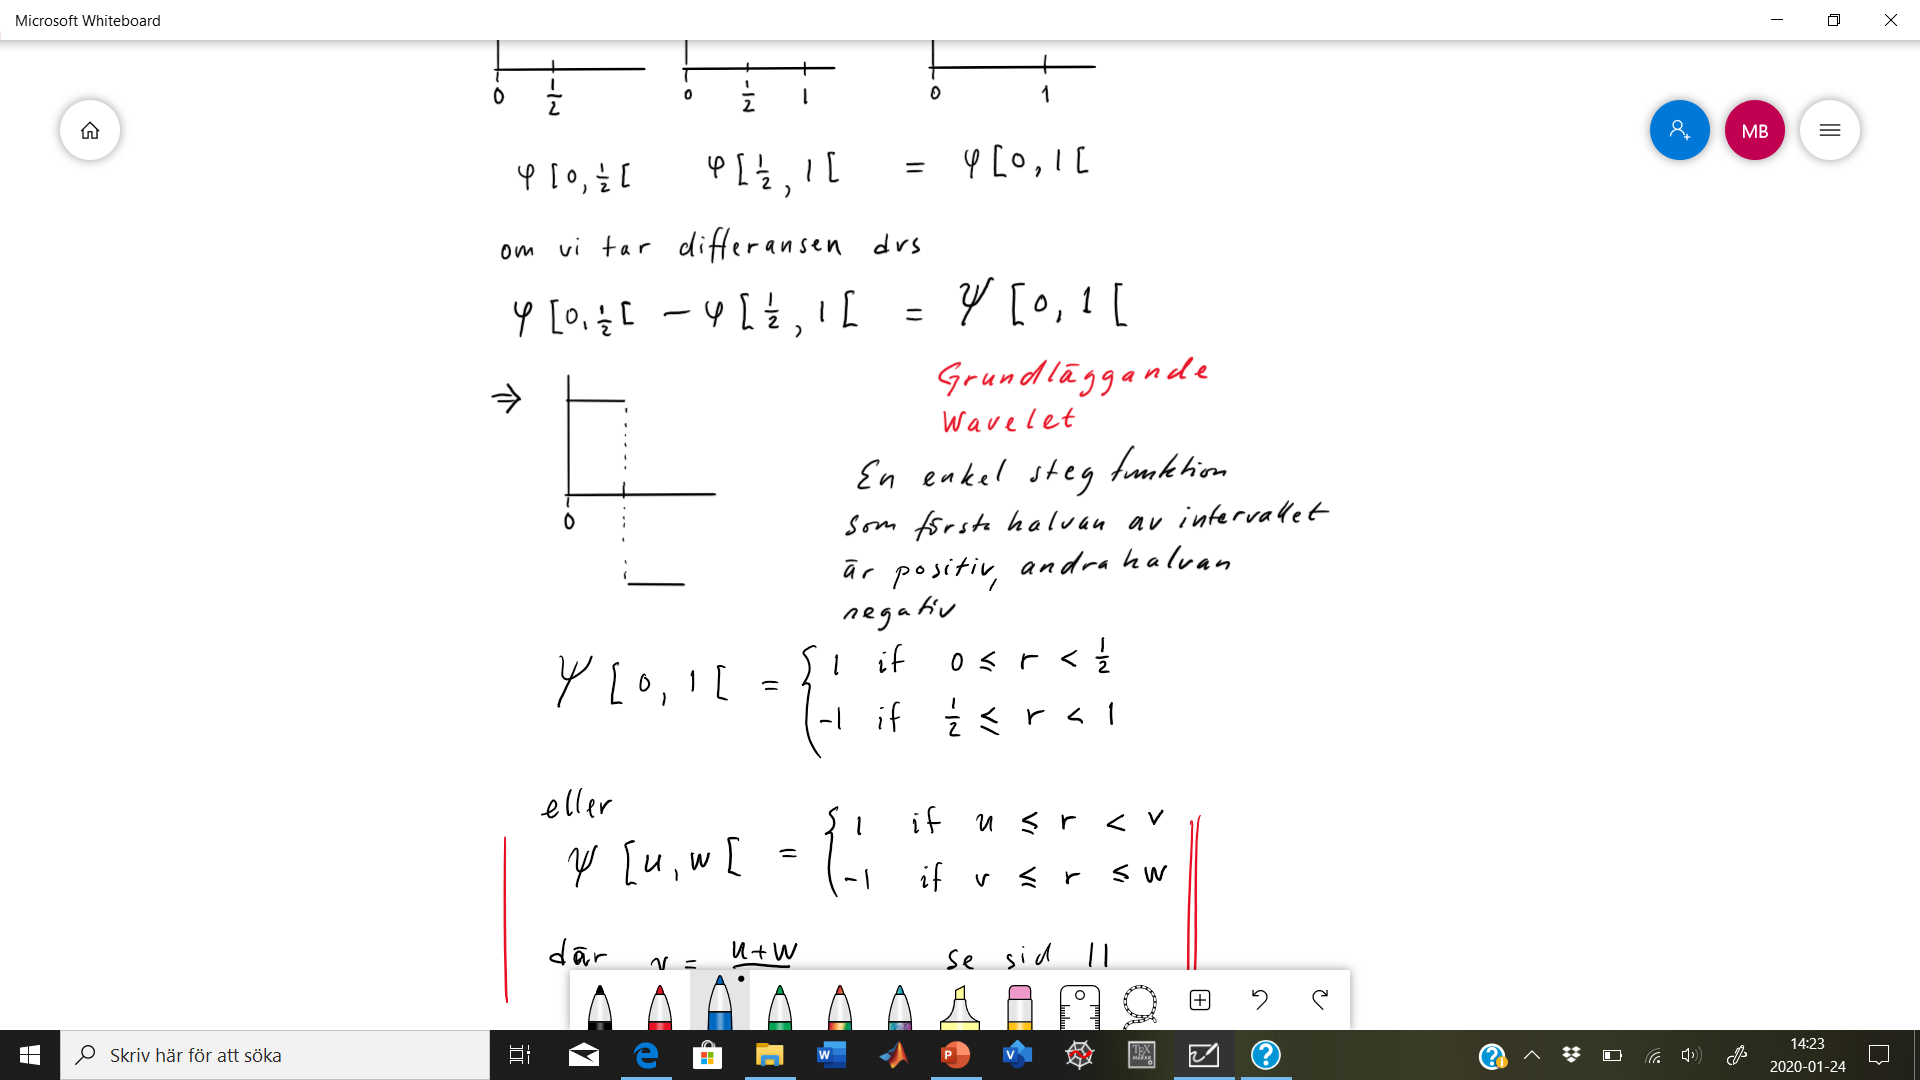 Microsoft Whiteboard
0 1/2 0 1/2 1 0 1
φ [0, 1/2 [ φ [1/2, 1 [ = φ [0, 1 [
MB
om vi tar differansen dvs
φ [0, 1/2 [ − φ [1/2, 1 [ = Ψ [0, 1 [
Grundläggande
Wavelet
⇒
0
En enkel steg funktion
som första halvan av intervallet
är positiv, andra halvan
negativ
Ψ [0, 1 [ = { 1 if 0 ≤ r < 1/2
-1 if 1/2 ≤ r < 1
eller
Ψ [u, w [ = { 1 if u ≤ r < v
-1 if v ≤ r ≤ w
där v = u+w se sid 11
Skriv här för att söka
14:23
2020-01-24